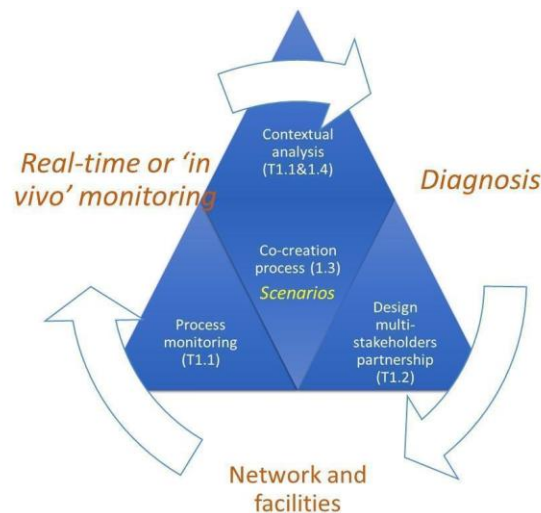 Contextual
analysis
(T1.1&1.4)
Real-time or ‘in
vivo’ monitoring
Diagnosis
Co-creation
process (1.3)
Scenarios
Process
monitoring
(T1.1)
Design
multi-
stakeholders
partnership
(T1.2)
Network and
facilities